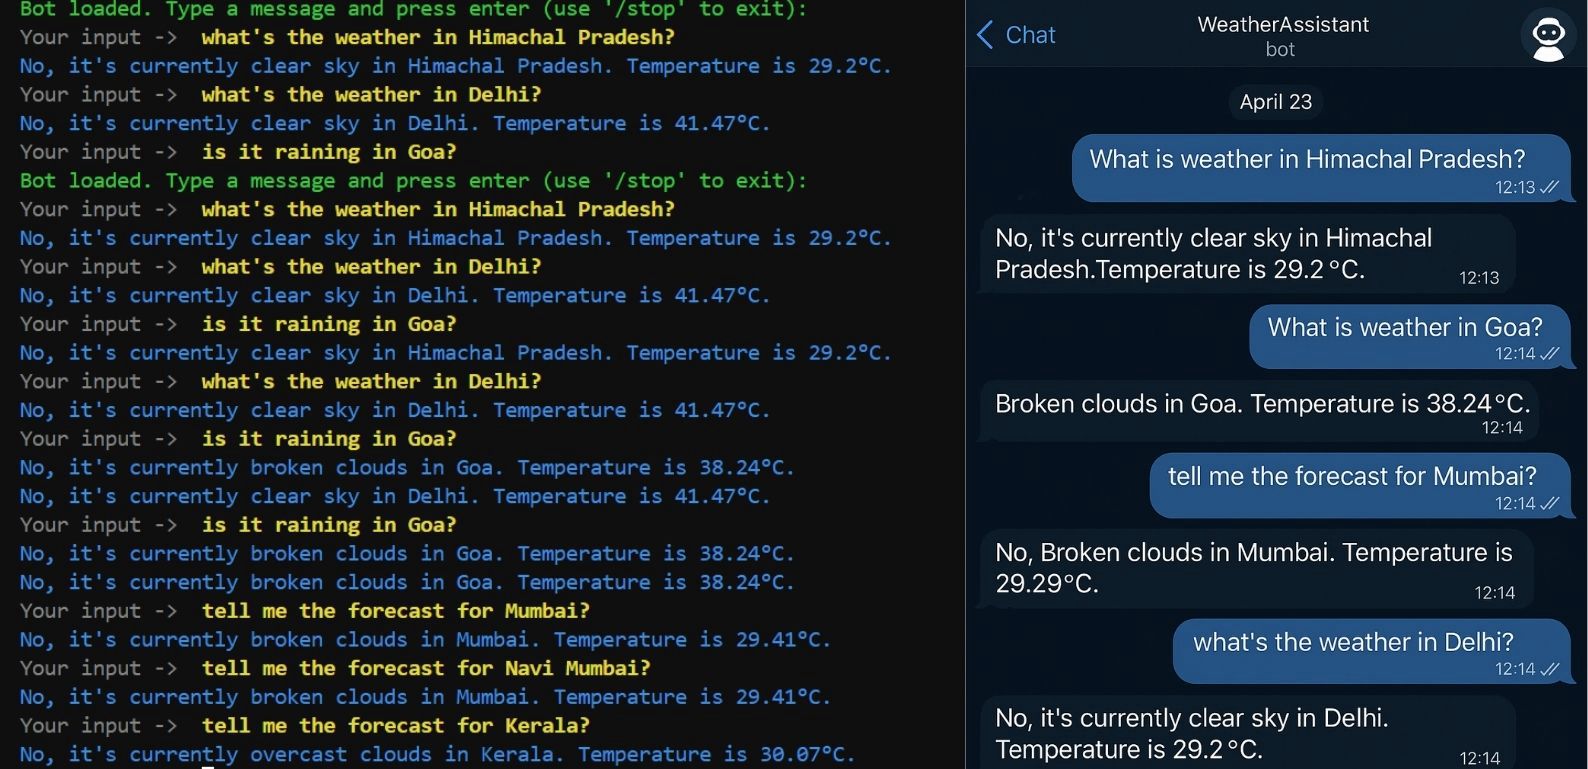 Bot loaded. Type a message and press enter (use '/stop' to exit):
Your input -> what's the weather in Himachal Pradesh?
No, it's currently clear sky in Himachal Pradesh. Temperature is 29.2°C.
Your input -> what's the weather in Delhi?
No, it's currently clear sky in Delhi. Temperature is 41.47°C.
Your input -> is it raining in Goa?
Bot loaded. Type a message and press enter (use '/stop' to exit):
Your input -> what's the weather in Himachal Pradesh?
No, it's currently clear sky in Himachal Pradesh. Temperature is 29.2°C.
Your input -> what's the weather in Delhi?
No, it's currently clear sky in Delhi. Temperature is 41.47°C.
Your input -> is it raining in Goa?
No, it's currently clear sky in Himachal Pradesh. Temperature is 29.2°C.
Your input -> what's the weather in Delhi?
No, it's currently clear sky in Delhi. Temperature is 41.47°C.
Your input -> is it raining in Goa?
No, it's currently broken clouds in Goa. Temperature is 38.24°C.
No, it's currently clear sky in Delhi. Temperature is 41.47°C.
Your input -> is it raining in Goa?
No, it's currently broken clouds in Goa. Temperature is 38.24°C.
No, it's currently broken clouds in Goa. Temperature is 38.24°C.
Your input -> tell me the forecast for Mumbai?
No, it's currently broken clouds in Mumbai. Temperature is 29.41°C.
Your input -> tell me the forecast for Navi Mumbai?
No, it's currently broken clouds in Mumbai. Temperature is 29.41°C.
Your input -> tell me the forecast for Kerala?
No, it's currently overcast clouds in Kerala. Temperature is 30.07°C.
Chat
WeatherAssistant
bot
April 23
What is weather in Himachal Pradesh?
12:13
No, it's currently clear sky in Himachal
Pradesh.Temperature is 29.2°C.
12:13
What is weather in Goa?
12:14
Broken clouds in Goa. Temperature is 38.24°C.
12:14
tell me the forecast for Mumbai?
12:14
No, Broken clouds in Mumbai. Temperature is
29.29°C.
12:14
what's the weather in Delhi?
12:14
No, it's currently clear sky in Delhi.
Temperature is 29.2°C.
12:14